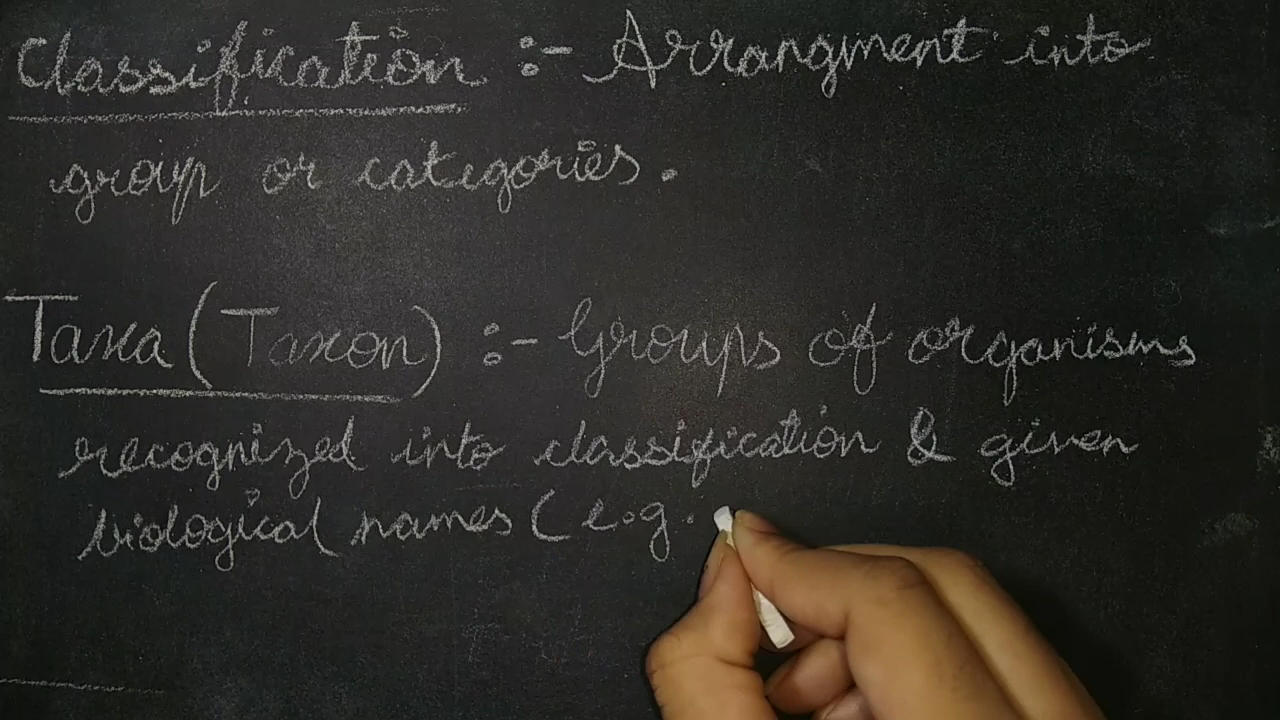 Classification :- Arrangment into
group or categories.
Taxa (Taxon) :- Groups of organisms
recognized into classification & given
biological names (e.g.